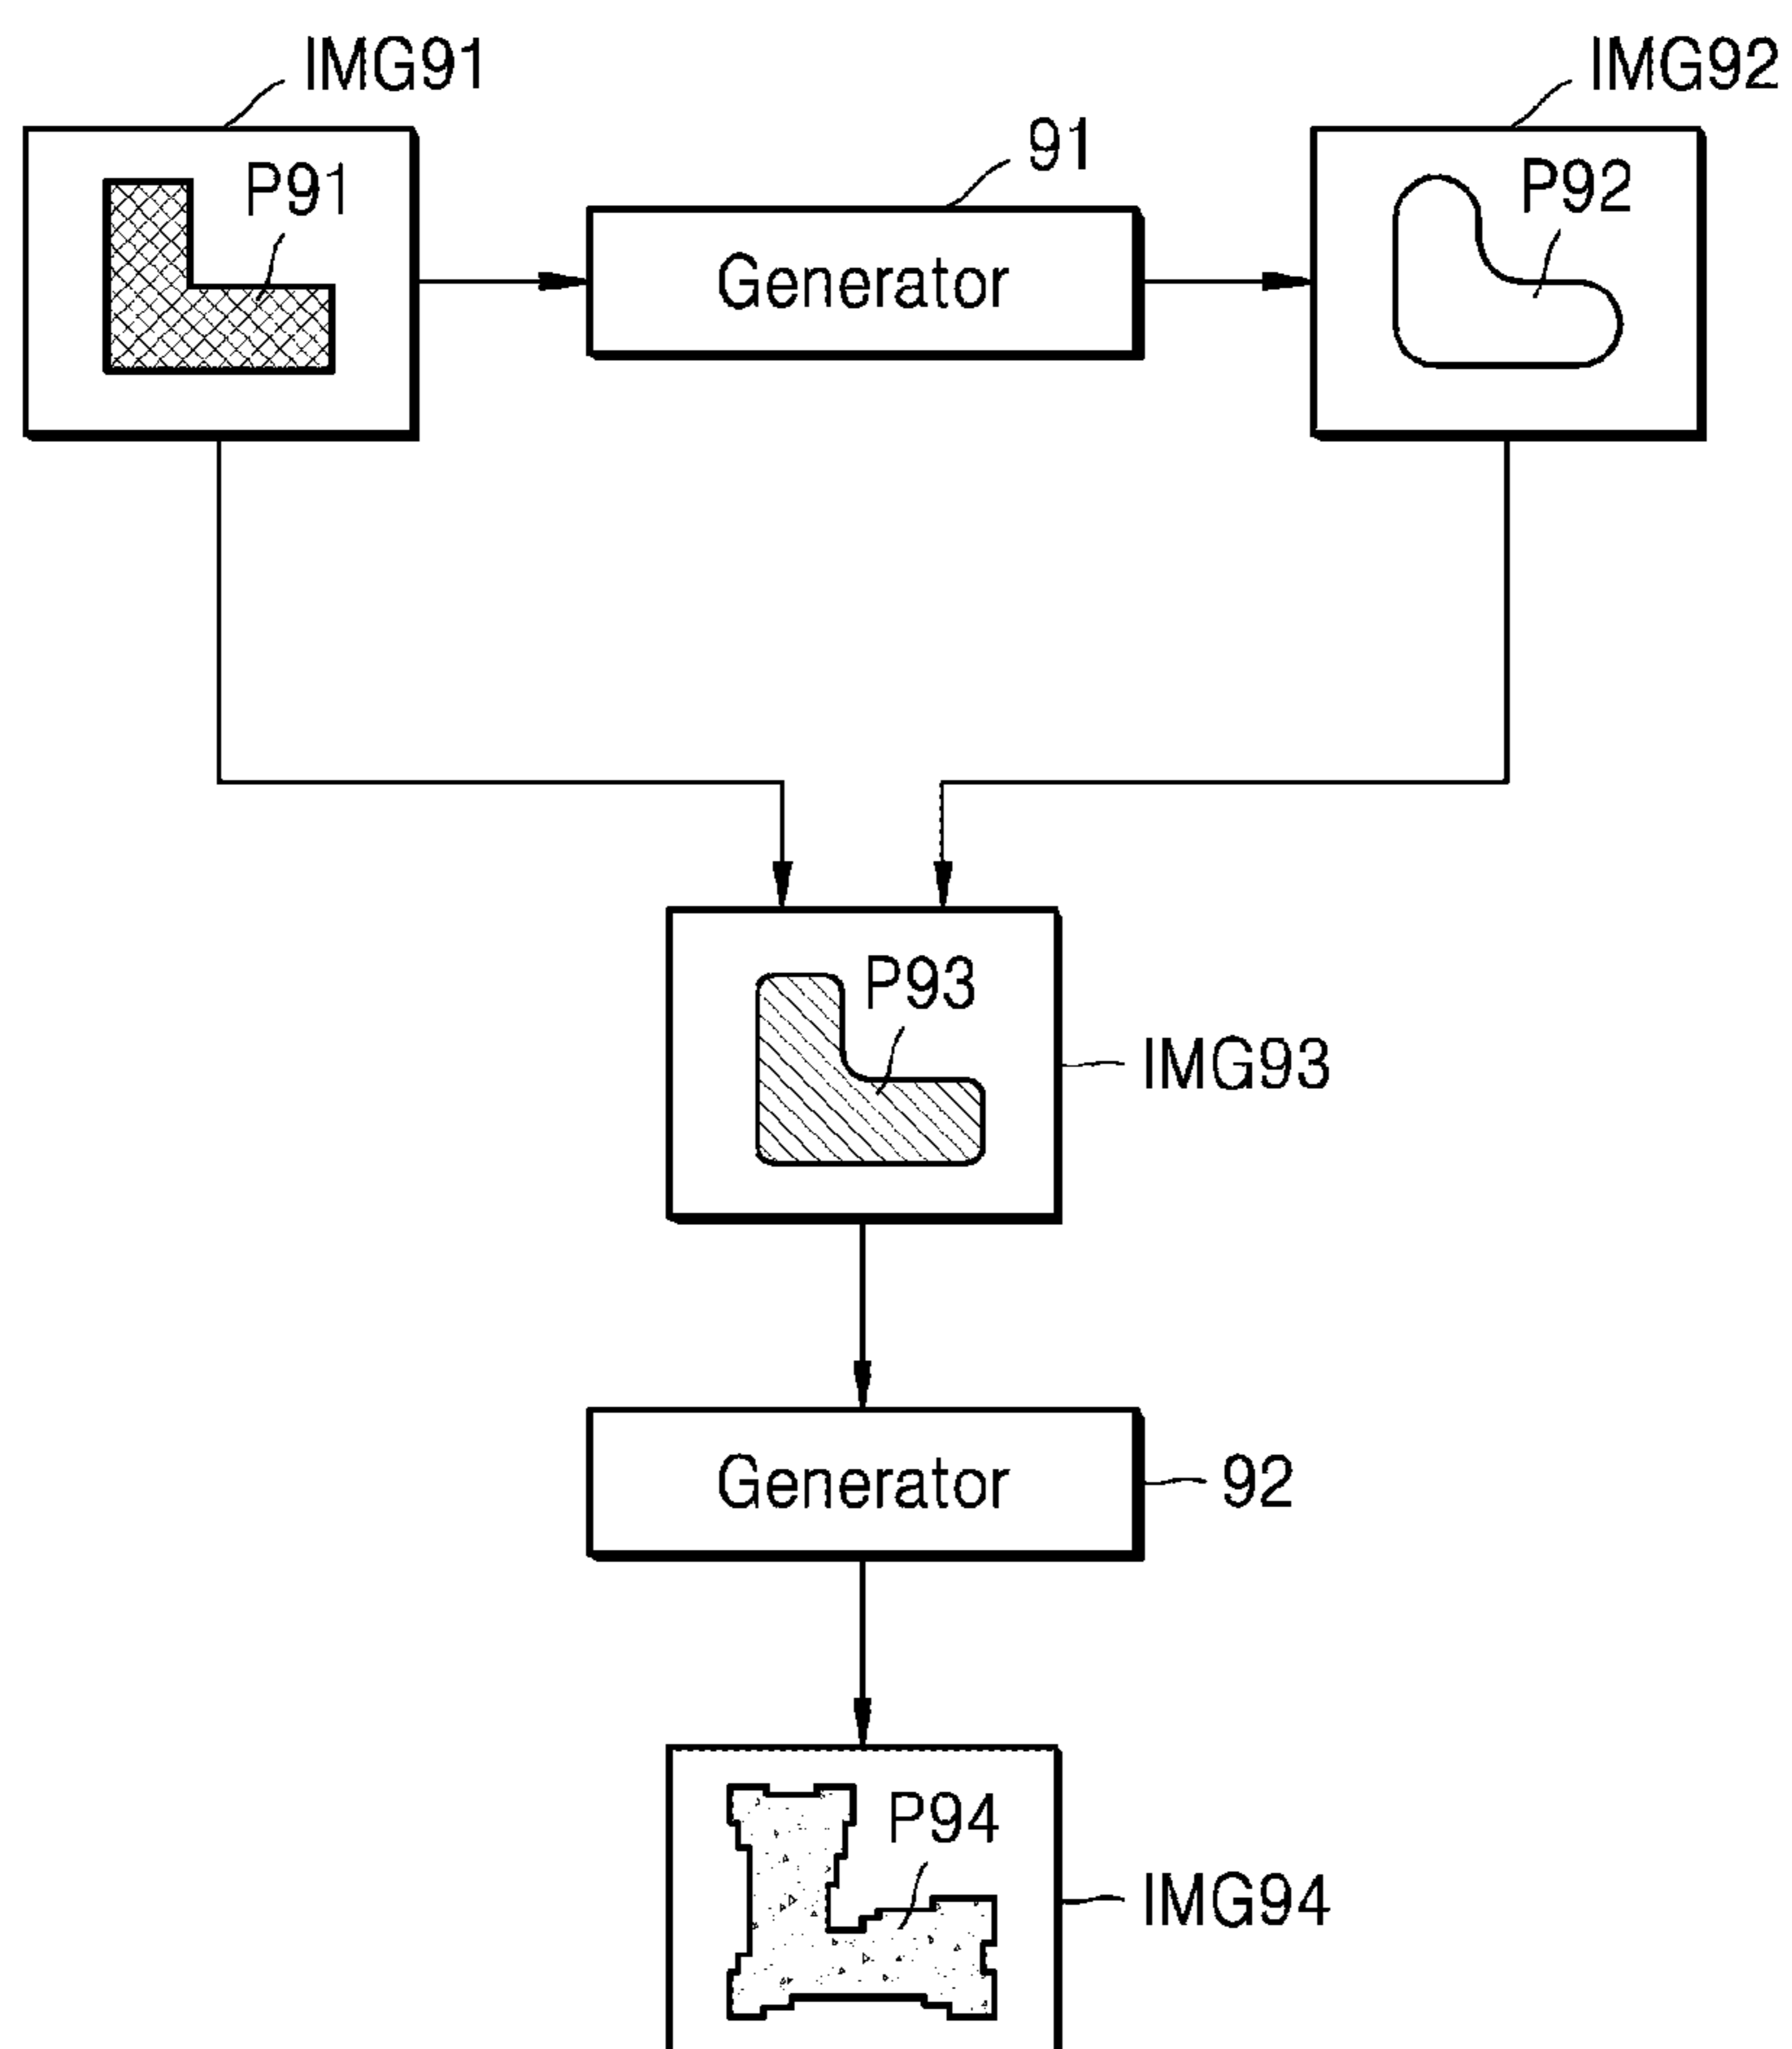 IMG91
IMG92
91
P91
P92
Generator
P93
IMG93
Generator
92
P94
IMG94